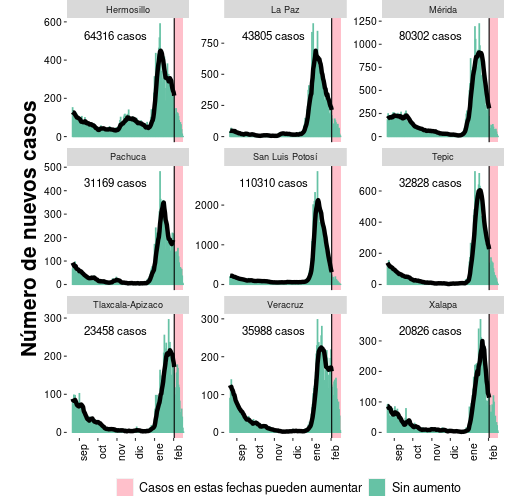 Hermosillo
La Paz
Mérida
64316 casos
43805 casos
80302 casos
600
400
200
0
750
500
250
0
1250
1000
750
500
250
0
Pachuca
San Luis Potosí
Tepic
31169 casos
110310 casos
32828 casos
500
400
300
200
100
0
2000
1000
0
600
400
200
0
Tlaxcala-Apizaco
Veracruz
Xalapa
23458 casos
35988 casos
20826 casos
300
200
100
0
300
200
100
0
300
200
100
0
sep oct nov dic ene feb
sep oct nov dic ene feb
sep oct nov dic ene feb
Número de nuevos casos
Casos en estas fechas pueden aumentar
Sin aumento